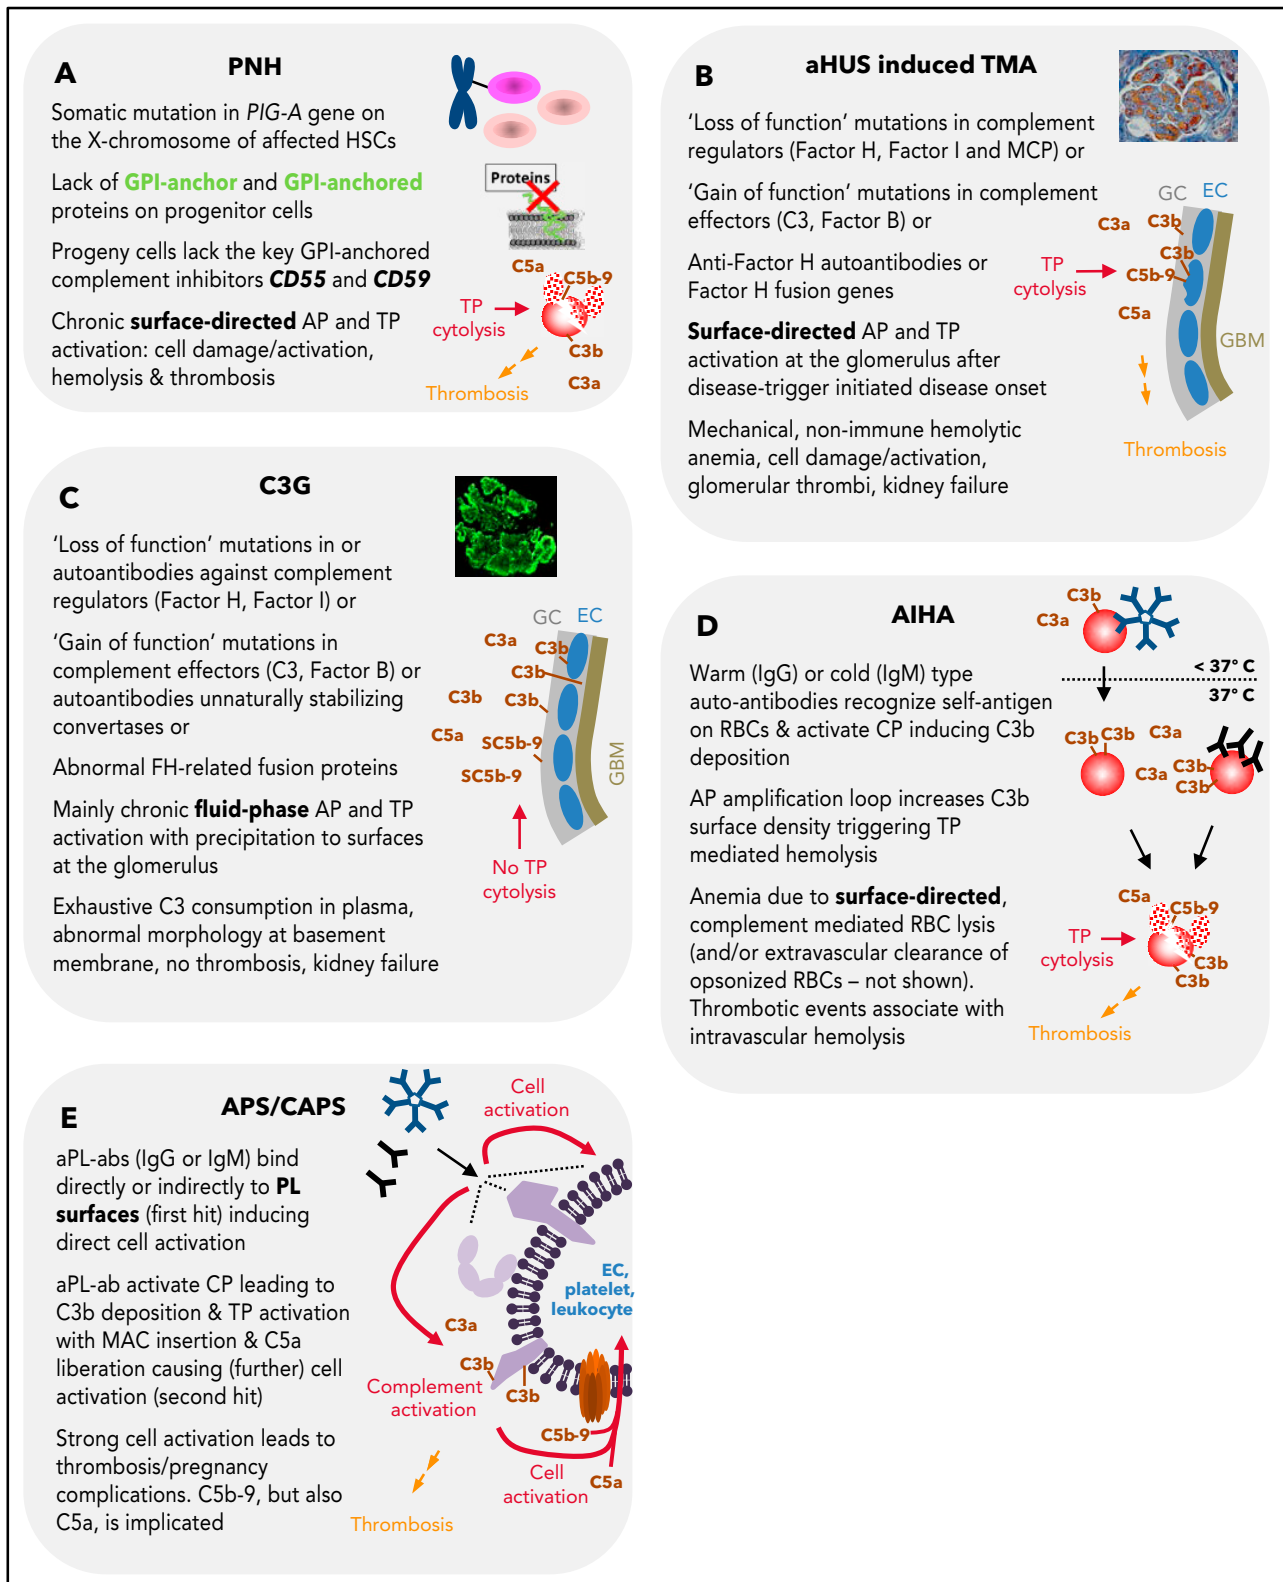 A
PNH
Somatic mutation in PIG-A gene on
the X-chromosome of affected HSCs
Lack of GPI-anchor and GPI-anchored
proteins on progenitor cells
Progeny cells lack the key GPI-anchored
complement inhibitors CD55 and CD59
Chronic surface-directed AP and TP
activation: cell damage/activation,
hemolysis & thrombosis
Proteins
C5a
C5b-9
TP
cytolysis
C3b
C3a
Thrombosis
B
aHUS induced TMA
‘Loss of function’ mutations in complement
regulators (Factor H, Factor I and MCP) or
‘Gain of function’ mutations in complement
effectors (C3, Factor B) or
Anti-Factor H autoantibodies or
Factor H fusion genes
Surface-directed AP and TP
activation at the glomerulus after
disease-trigger initiated disease onset
Mechanical, non-immune hemolytic
anemia, cell damage/activation,
glomerular thrombi, kidney failure
GC
EC
C3a
C3b
C3b
TP
cytolysis
C5b-9
C5a
GBM
Thrombosis
C
C3G
‘Loss of function’ mutations in or
autoantibodies against complement
regulators (Factor H, Factor I) or
‘Gain of function’ mutations in
complement effectors (C3, Factor B) or
autoantibodies unnaturally stabilizing
convertases or
Abnormal FH-related fusion proteins
Mainly chronic fluid-phase AP and TP
activation with precipitation to surfaces
at the glomerulus
Exhaustive C3 consumption in plasma,
abnormal morphology at basement
membrane, no thrombosis, kidney failure
GC
EC
C3a
C3b
C3b
C3b
C3b
C5a
SC5b-9
SC5b-9
GBM
No TP
cytolysis
D
AIHA
Warm (IgG) or cold (IgM) type
auto-antibodies recognize self-antigen
on RBCs & activate CP inducing C3b
deposition
AP amplification loop increases C3b
surface density triggering TP
mediated hemolysis
Anemia due to surface-directed,
complement mediated RBC lysis
(and/or extravascular clearance of
opsonized RBCs – not shown).
Thrombotic events associate with
intravascular hemolysis
C3b
C3a
< 37° C
37° C
C3b
C3b
C3a
C3a
C3b
C3b
C5a
C5b-9
TP
cytolysis
C3b
C3b
Thrombosis
E
APS/CAPS
aPL-abs (IgG or IgM) bind
directly or indirectly to PL
surfaces (first hit) inducing
direct cell activation
aPL-ab activate CP leading to
C3b deposition & TP activation
with MAC insertion & C5a
liberation causing (further) cell
activation (second hit)
Strong cell activation leads to
thrombosis/pregnancy
complications. C5b-9, but also
C5a, is implicated
Cell
activation
EC,
platelet,
leukocyte
C3a
C3b
C3b
Complement
activation
C5b-9
Cell
activation
C5a
Thrombosis